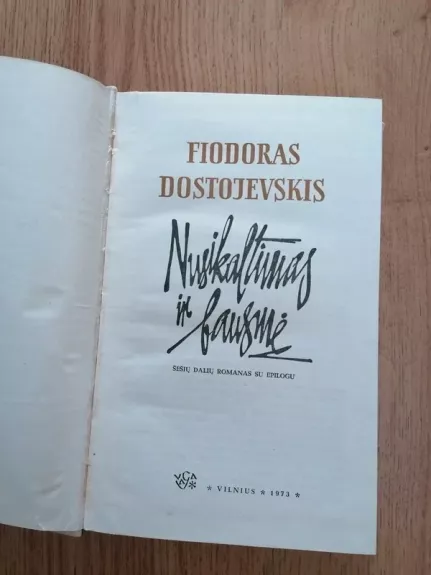 FIODORAS
DOSTOJEVSKIS
Nusikaltimas
ir
bausmė
ŠEŠIŲ DALIŲ ROMANAS SU EPILOGU
* VILNIUS * 1973 *